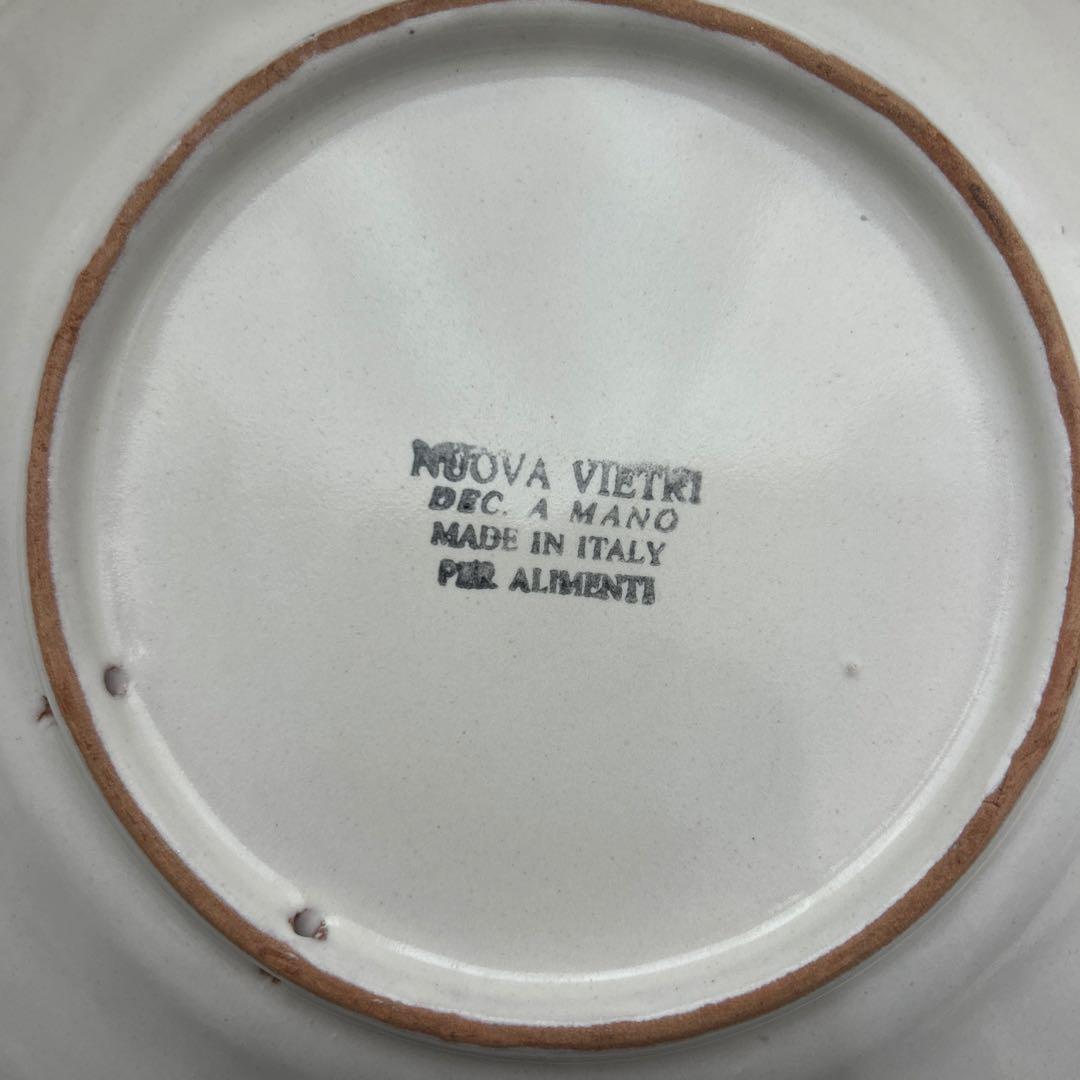 NUOVA VIETRI
DEC. A MANO
MADE IN ITALY
PER ALIMENTI